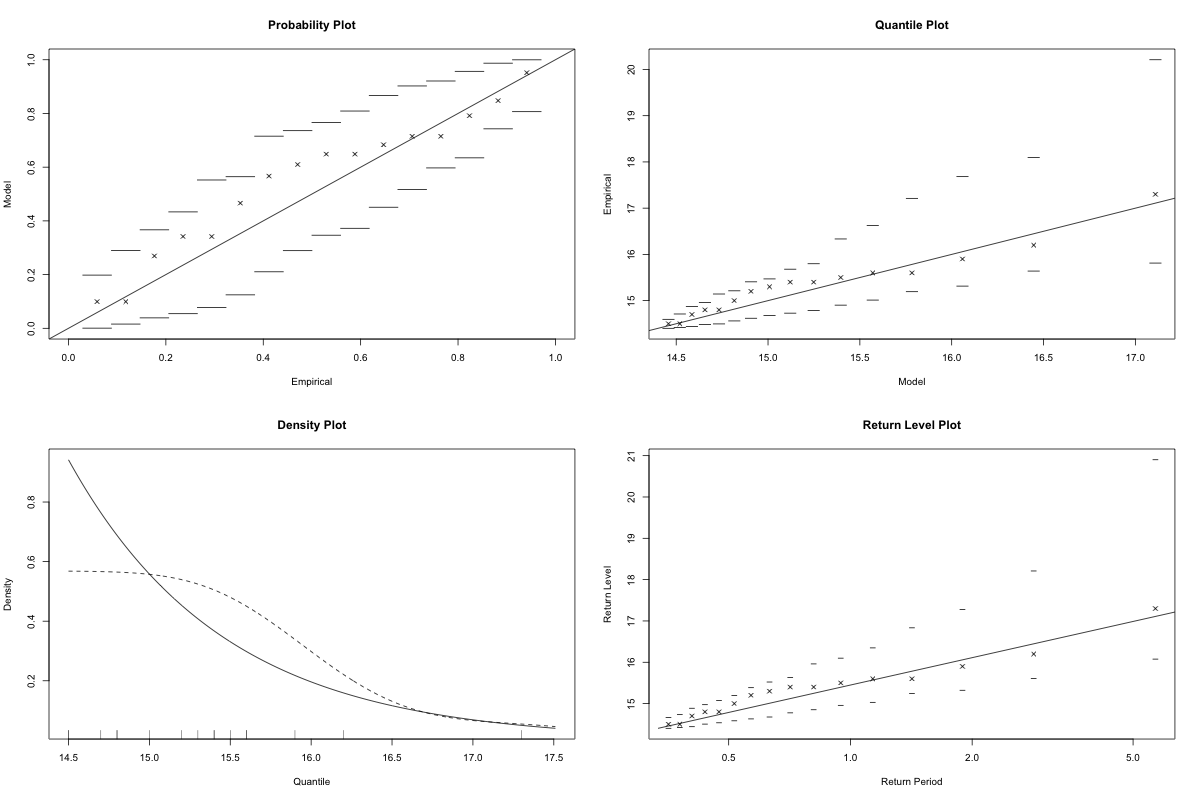 Probability Plot
Model
1.0
0.8
0.6
0.4
0.2
0.0
0.0 0.2 0.4 0.6 0.8 1.0
Empirical
Quantile Plot
Empirical
20
19
18
17
16
15
14.5 15.0 15.5 16.0 16.5 17.0
Model
Density Plot
Density
0.8
0.6
0.4
0.2
14.5 15.0 15.5 16.0 16.5 17.0 17.5
Quantile
Return Level Plot
Return Level
21
20
19
18
17
16
15
0.5 1.0 2.0 5.0
Return Period